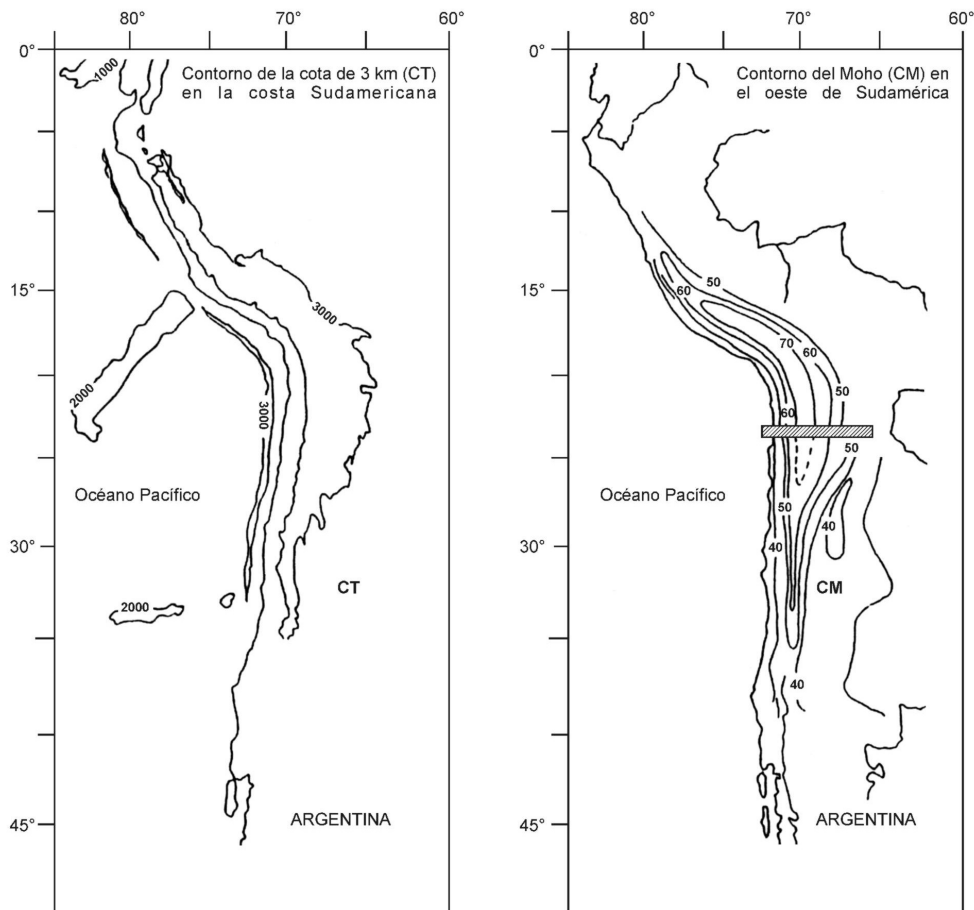 80° 70° 60°
0°
Contorno de la cota de 3 km (CT)
en la costa Sudamericana
1000
15°
3000
2000
3000
Océano Pacífico
30°
CT
2000
ARGENTINA
45°
80° 70° 60°
0°
Contorno del Moho (CM) en
el oeste de Sudamérica
50
60
15°
70
60
50
60
50
Océano Pacífico
50
40
30°
40
CM
40
ARGENTINA
45°